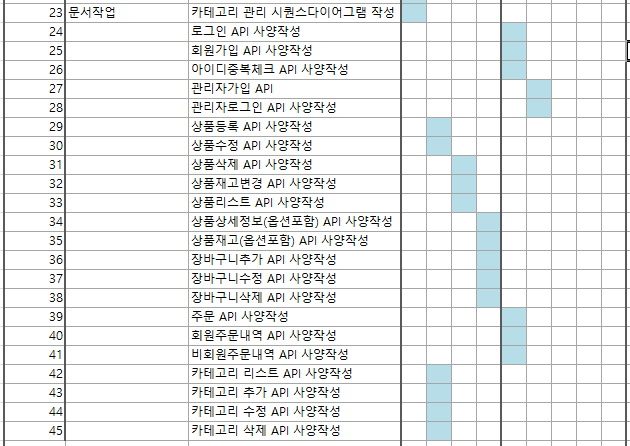 23 문서작업 카테고리 관리 시퀀스다이어그램 작성
24 로그인 API 사양작성
25 회원가입 API 사양작성
26 아이디중복체크 API 사양작성
27 관리자가입 API
28 관리자로그인 API 사양작성
29 상품등록 API 사양작성
30 상품수정 API 사양작성
31 상품삭제 API 사양작성
32 상품재고변경 API 사양작성
33 상품리스트 API 사양작성
34 상품상세정보(옵션포함) API 사양작성
35 상품재고(옵션포함) API 사양작성
36 장바구니추가 API 사양작성
37 장바구니수정 API 사양작성
38 장바구니삭제 API 사양작성
39 주문 API 사양작성
40 회원주문내역 API 사양작성
41 비회원주문내역 API 사양작성
42 카테고리 리스트 API 사양작성
43 카테고리 추가 API 사양작성
44 카테고리 수정 API 사양작성
45 카테고리 삭제 API 사양작성